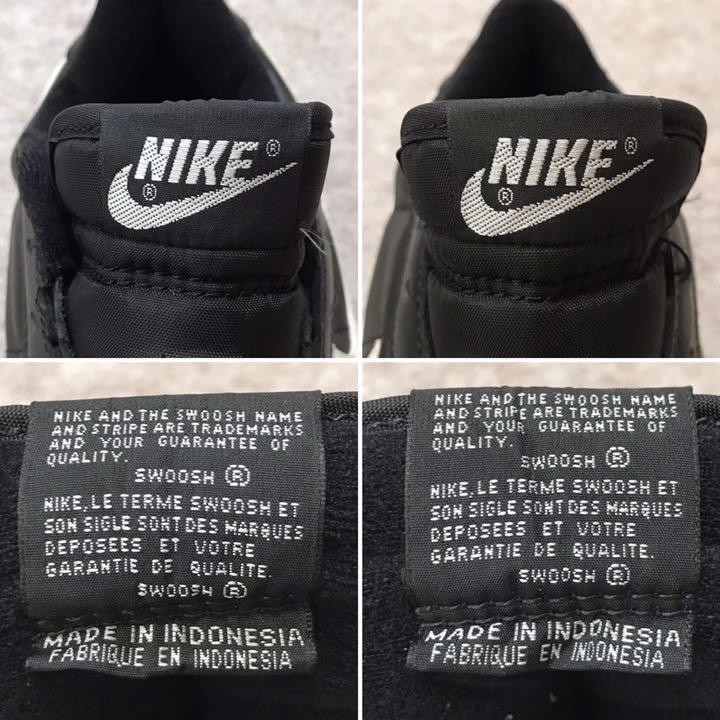 NIKE ®
®
NIKE ®
®
NIKE AND THE SWOOSH NAME
AND STRIPE ARE TRADEMARKS
AND YOUR GUARANTEE OF
QUALITY.
SWOOSH ®
NIKE, LE TERME SWOOSH ET
SON SIGLE SONT DES MARQUES
DEPOSEES ET VOTRE
GARANTIE DE QUALITE.
SWOOSH ®
MADE IN INDONESIA
FABRIQUE EN INDONESIA
NIKE AND THE SWOOSH NAME
AND STRIPE ARE TRADEMARKS
AND YOUR GUARANTEE OF
QUALITY.
SWOOSH ®
NIKE, LE TERME SWOOSH ET
SON SIGLE SONT DES MARQUES
DEPOSEES ET VOTRE
GARANTIE DE QUALITE.
SWOOSH ®
MADE IN INDONESIA
FABRIQUE EN INDONESIA